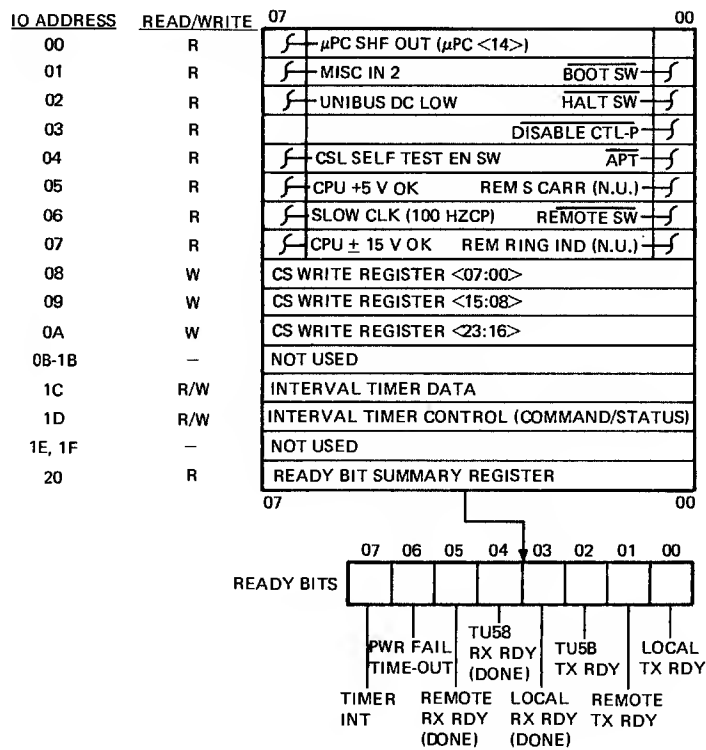 IO ADDRESS READ/WRITE 07 00
00 R µPC SHF OUT (µPC <14>)
01 R MISC IN 2 BOOT SW
02 R UNIBUS DC LOW HALT SW
03 R DISABLE CTL-P
04 R CSL SELF TEST EN SW APT
05 R CPU +5 V OK REM S CARR (N.U.)
06 R SLOW CLK (100 HZCP) REMOTE SW
07 R CPU ± 15 V OK REM RING IND (N.U.)
08 W CS WRITE REGISTER <07:00>
09 W CS WRITE REGISTER <15:08>
0A W CS WRITE REGISTER <23:16>
0B-1B – NOT USED
1C R/W INTERVAL TIMER DATA
1D R/W INTERVAL TIMER CONTROL (COMMAND/STATUS)
1E, 1F – NOT USED
20 R READY BIT SUMMARY REGISTER
07 00
07 06 05 04 03 02 01 00
READY BITS
TIMER
INT
PWR FAIL
TIME-OUT
REMOTE
RX RDY
(DONE)
TU58
RX RDY
(DONE)
LOCAL
RX RDY
(DONE)
TU5B
TX RDY
REMOTE
TX RDY
LOCAL
TX RDY